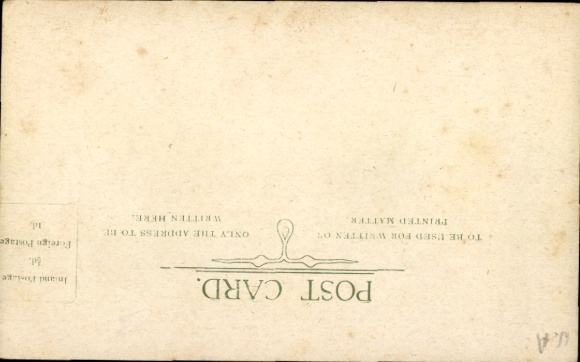 POST CARD.
TO BE USED FOR WRITTEN OR
PRINTED MATTER
ONLY THE ADDRESS TO BE
WRITTEN HERE.
Inland Postage
½d.
Foreign Postage
1d.